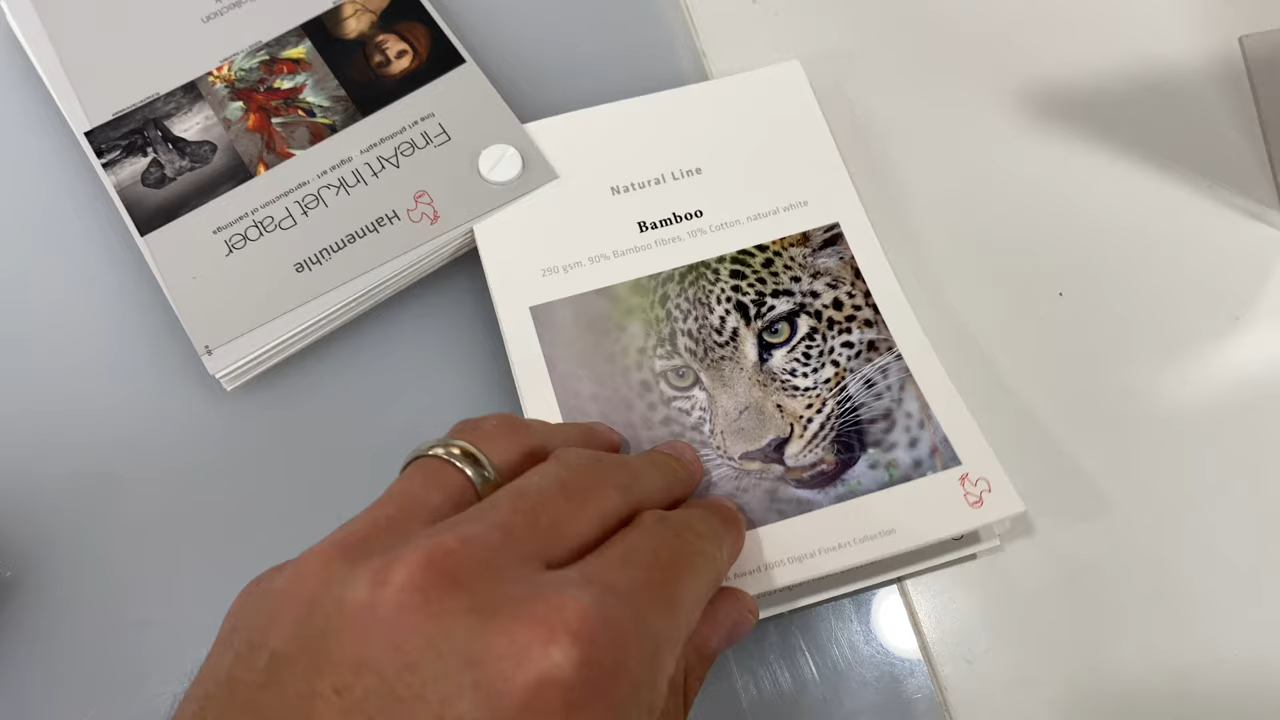 Hahnemühle
FineArt InkJet Paper
fine art photography · digital art · reproduction of paintings
Natural Line
Bamboo
290 gsm, 90% Bamboo fibres, 10% Cotton, natural white
Award 2005 Digital FineArt Collection